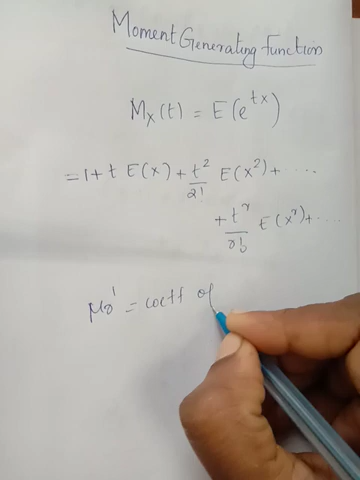 Moment Generating Function
Mx(t) = E(e^tx)
= 1 + t E(x) + t²/2! E(x²) + ....
+ t^r/r! E(x^r) + ....
μr' = coeff of